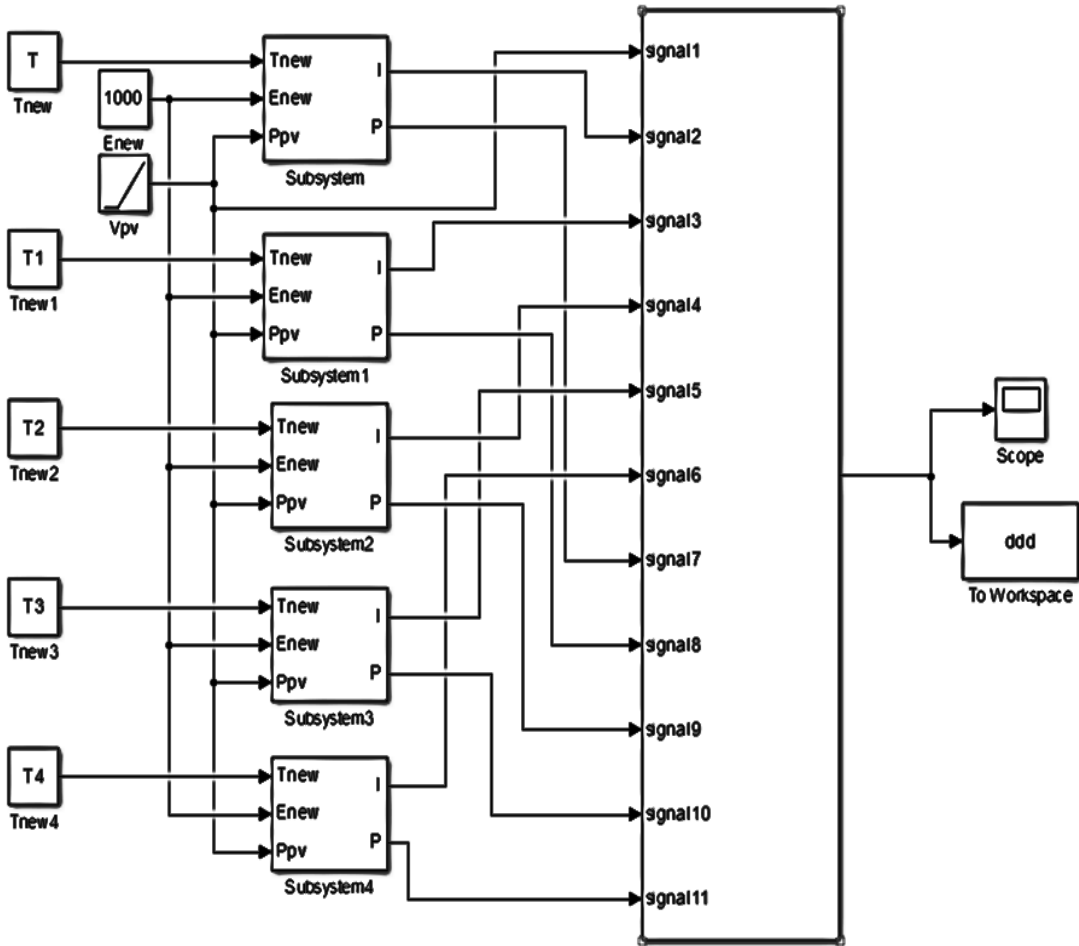 T
Tnew
1000
Enew
Vpv
Tnew
Enew
Ppv
I
P
Subsystem
T1
Tnew1
Tnew
Enew
Ppv
I
P
Subsystem1
T2
Tnew2
Tnew
Enew
Ppv
I
P
Subsystem2
T3
Tnew3
Tnew
Enew
Ppv
I
P
Subsystem3
T4
Tnew4
Tnew
Enew
Ppv
I
P
Subsystem4
signal1
signal2
signal3
signal4
signal5
signal6
signal7
signal8
signal9
signal10
signal11
Scope
ddd
To Workspace